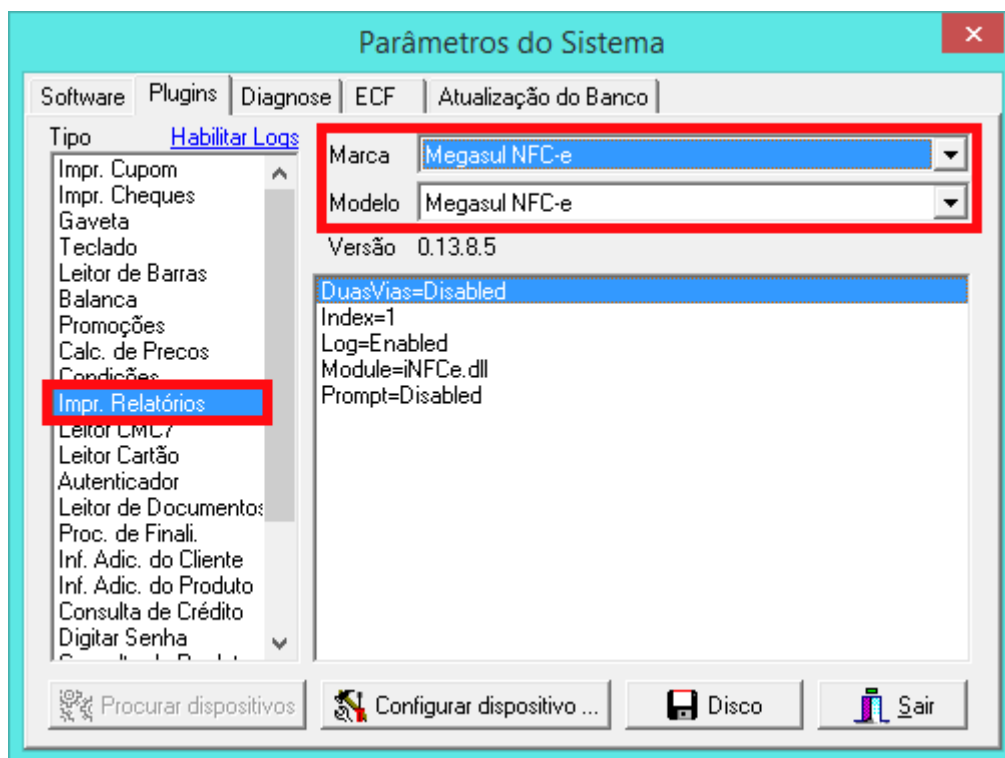 Parâmetros do Sistema
Software Plugins Diagnose ECF Atualização do Banco
Tipo Habilitar Logs
Impr. Cupom
Impr. Cheques
Gaveta
Teclado
Leitor de Barras
Balanca
Promoções
Calc. de Precos
Condições
Impr. Relatórios
Leitor CMC7
Leitor Cartão
Autenticador
Leitor de Documentos
Proc. de Finali.
Inf. Adic. do Cliente
Inf. Adic. do Produto
Consulta de Crédito
Digitar Senha
Marca Megasul NFC-e
Modelo Megasul NFC-e
Versão 0.13.8.5
DuasVias=Disabled
Index=1
Log=Enabled
Module=iNFCe.dll
Prompt=Disabled
Procurar dispositivos Configurar dispositivo ... Disco Sair